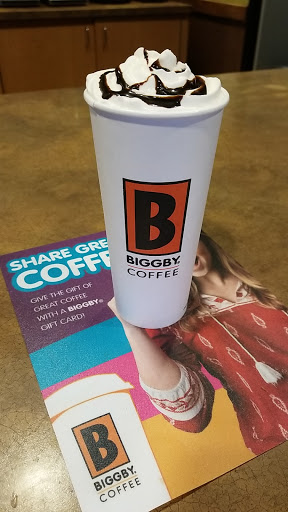 B
BIGGBY
COFFEE
SHARE GRE
COFFE
GIVE THE GIFT OF
GREAT COFFEE
WITH A BIGGBY®
GIFT CARD!
B
BIGGBY
COFFEE